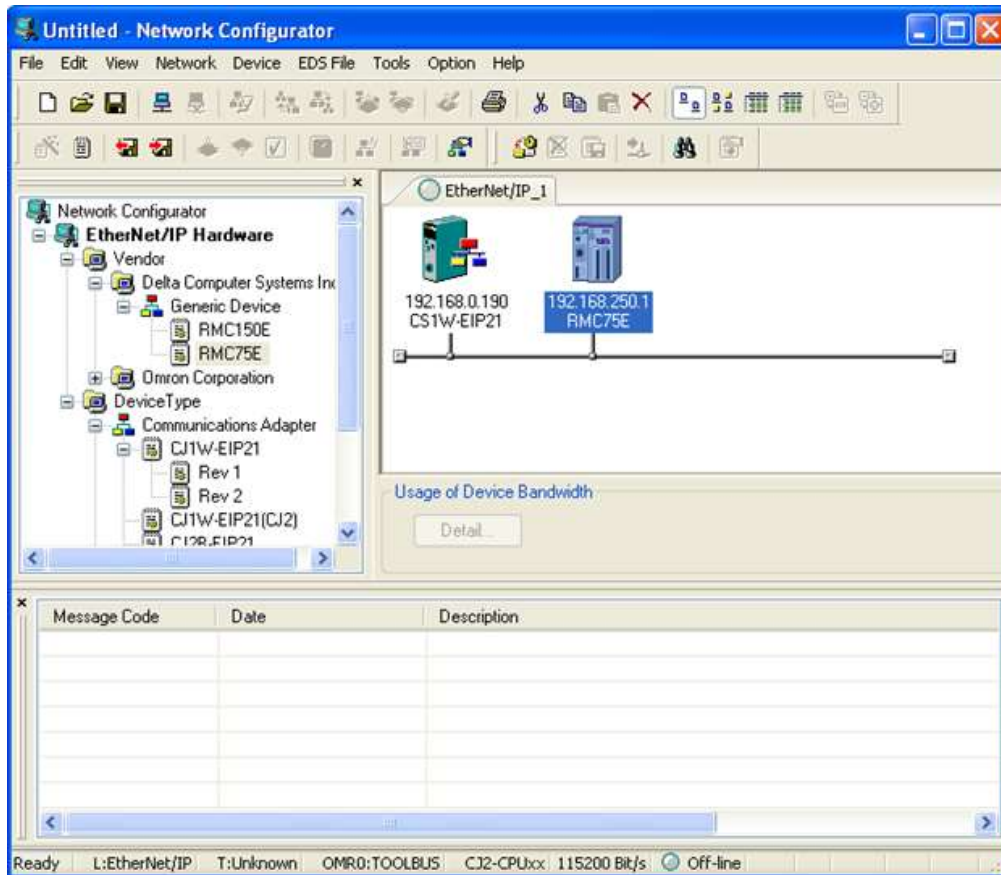 Untitled - Network Configurator
File Edit View Network Device EDS File Tools Option Help
Network Configurator
EtherNet/IP Hardware
Vendor
Delta Computer Systems Inc
Generic Device
RMC150E
RMC75E
Omron Corporation
DeviceType
Communications Adapter
CJ1W-EIP21
Rev 1
Rev 2
CJ1W-EIP21(CJ2)
CJ2B-EIP21
EtherNet/IP_1
192.168.0.190
CS1W-EIP21
192.168.250.1
RMC75E
Usage of Device Bandwidth
Detail...
Message Code Date Description
Ready L:EtherNet/IP T:Unknown OMR0:TOOLBUS CJ2-CPUxx 115200 Bit/s Off-line